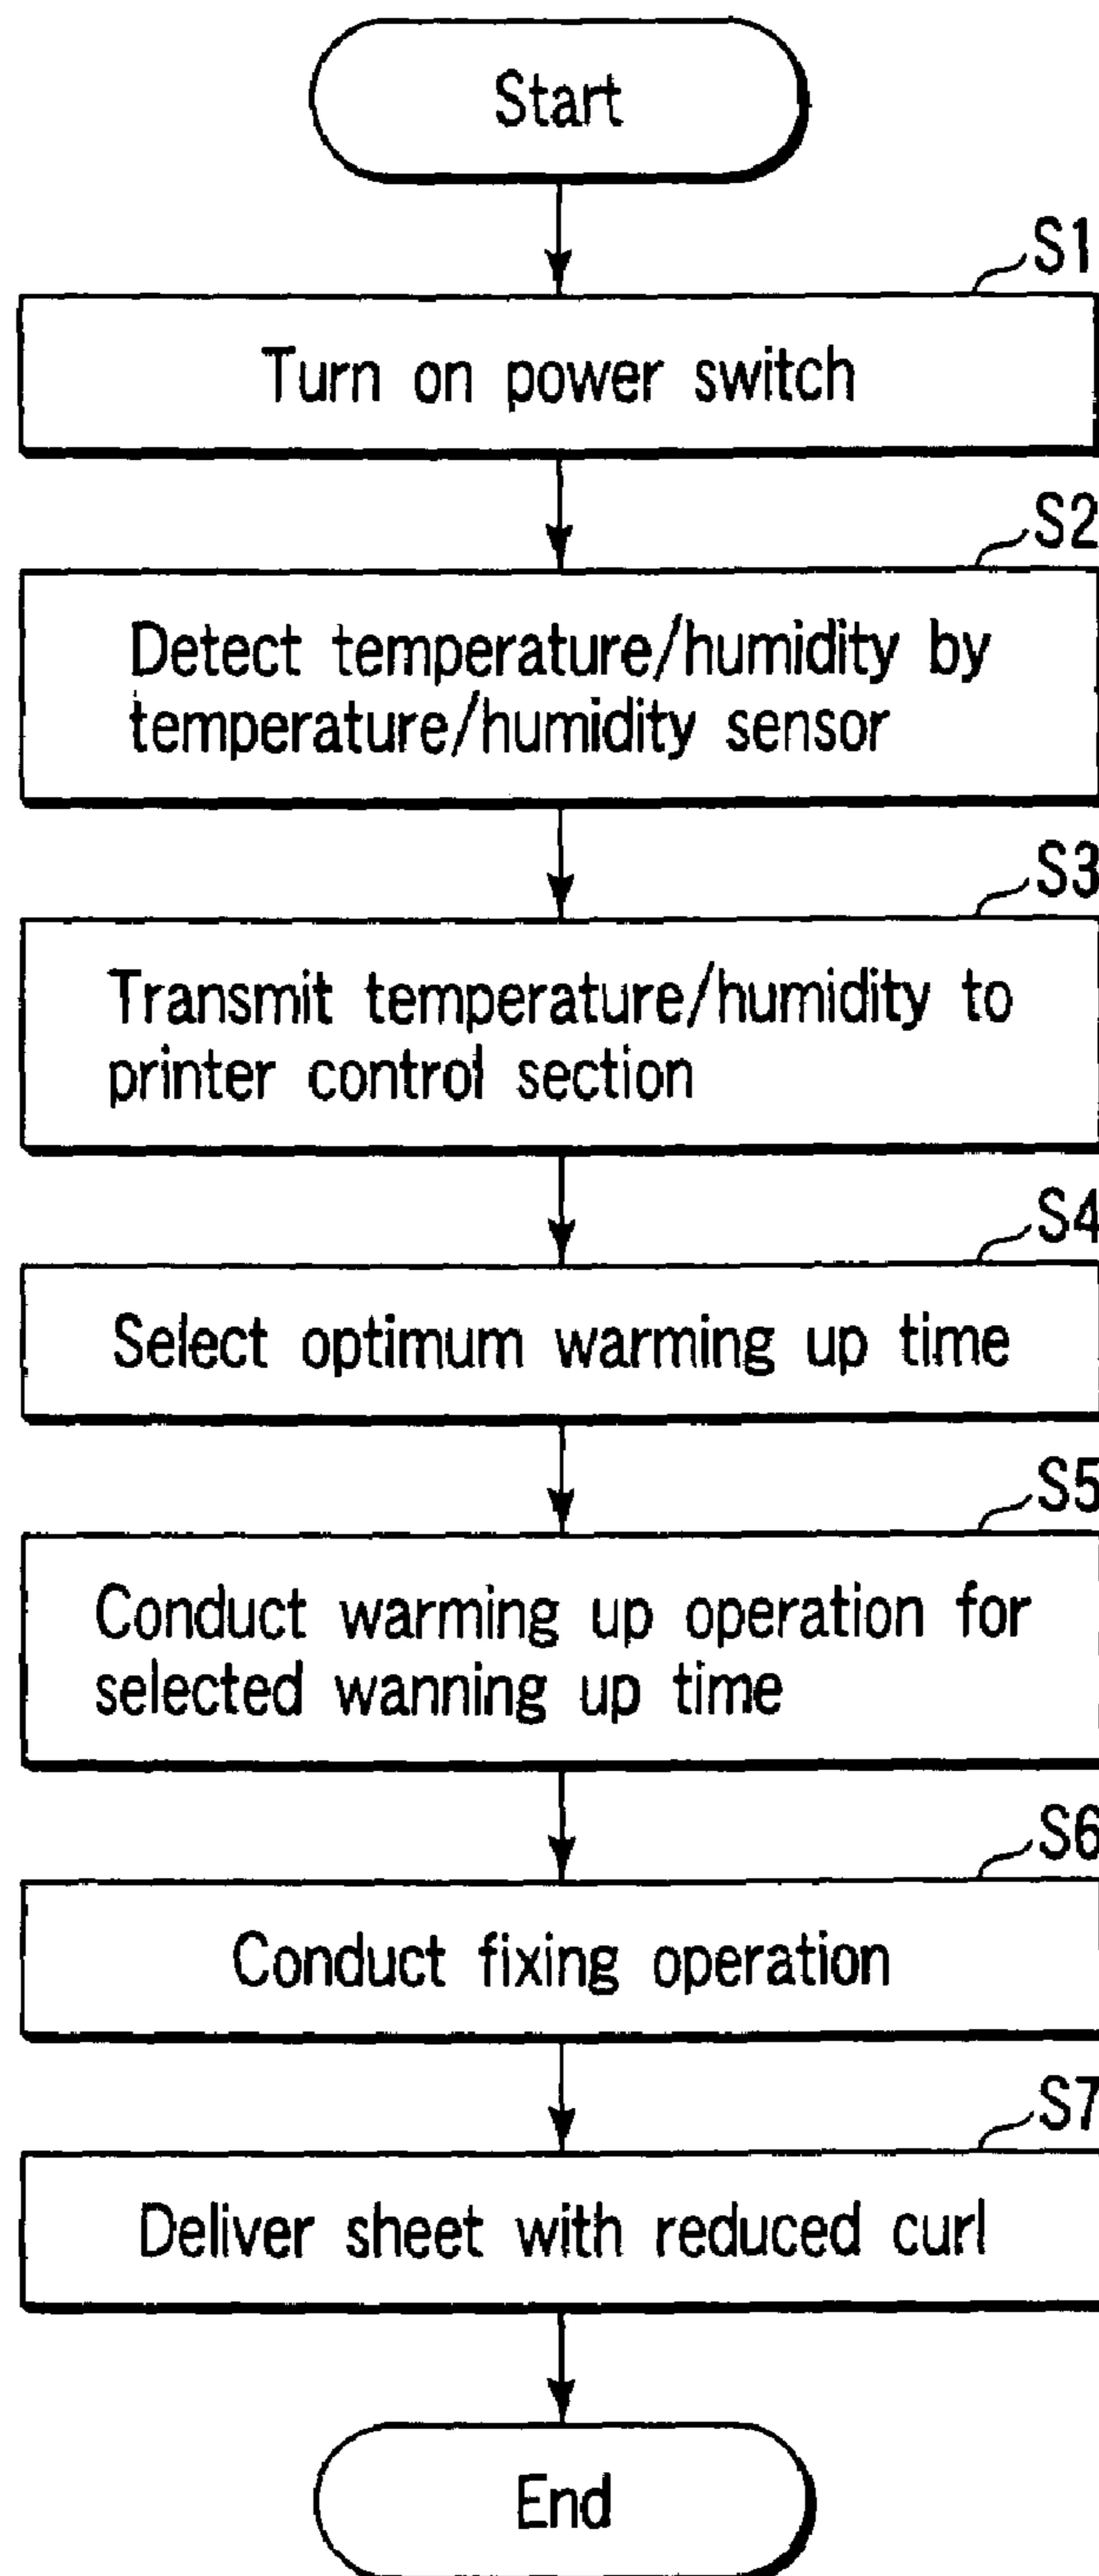 Start
S1
Turn on power switch
S2
Detect temperature/humidity by
temperature/humidity sensor
S3
Transmit temperature/humidity to
printer control section
S4
Select optimum warming up time
S5
Conduct warming up operation for
selected wanning up time
S6
Conduct fixing operation
S7
Deliver sheet with reduced curl
End